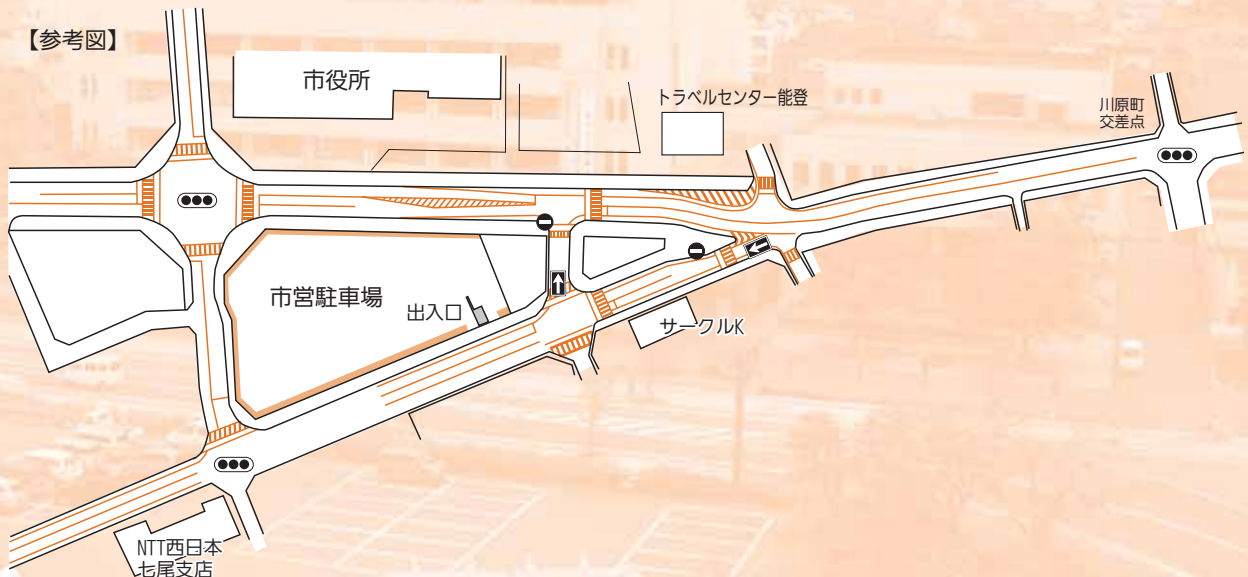 【参考図】
市役所
トラベルセンター能登
川原町
交差点
市営駐車場
出入口
サークルK
NTT西日本
七尾支店